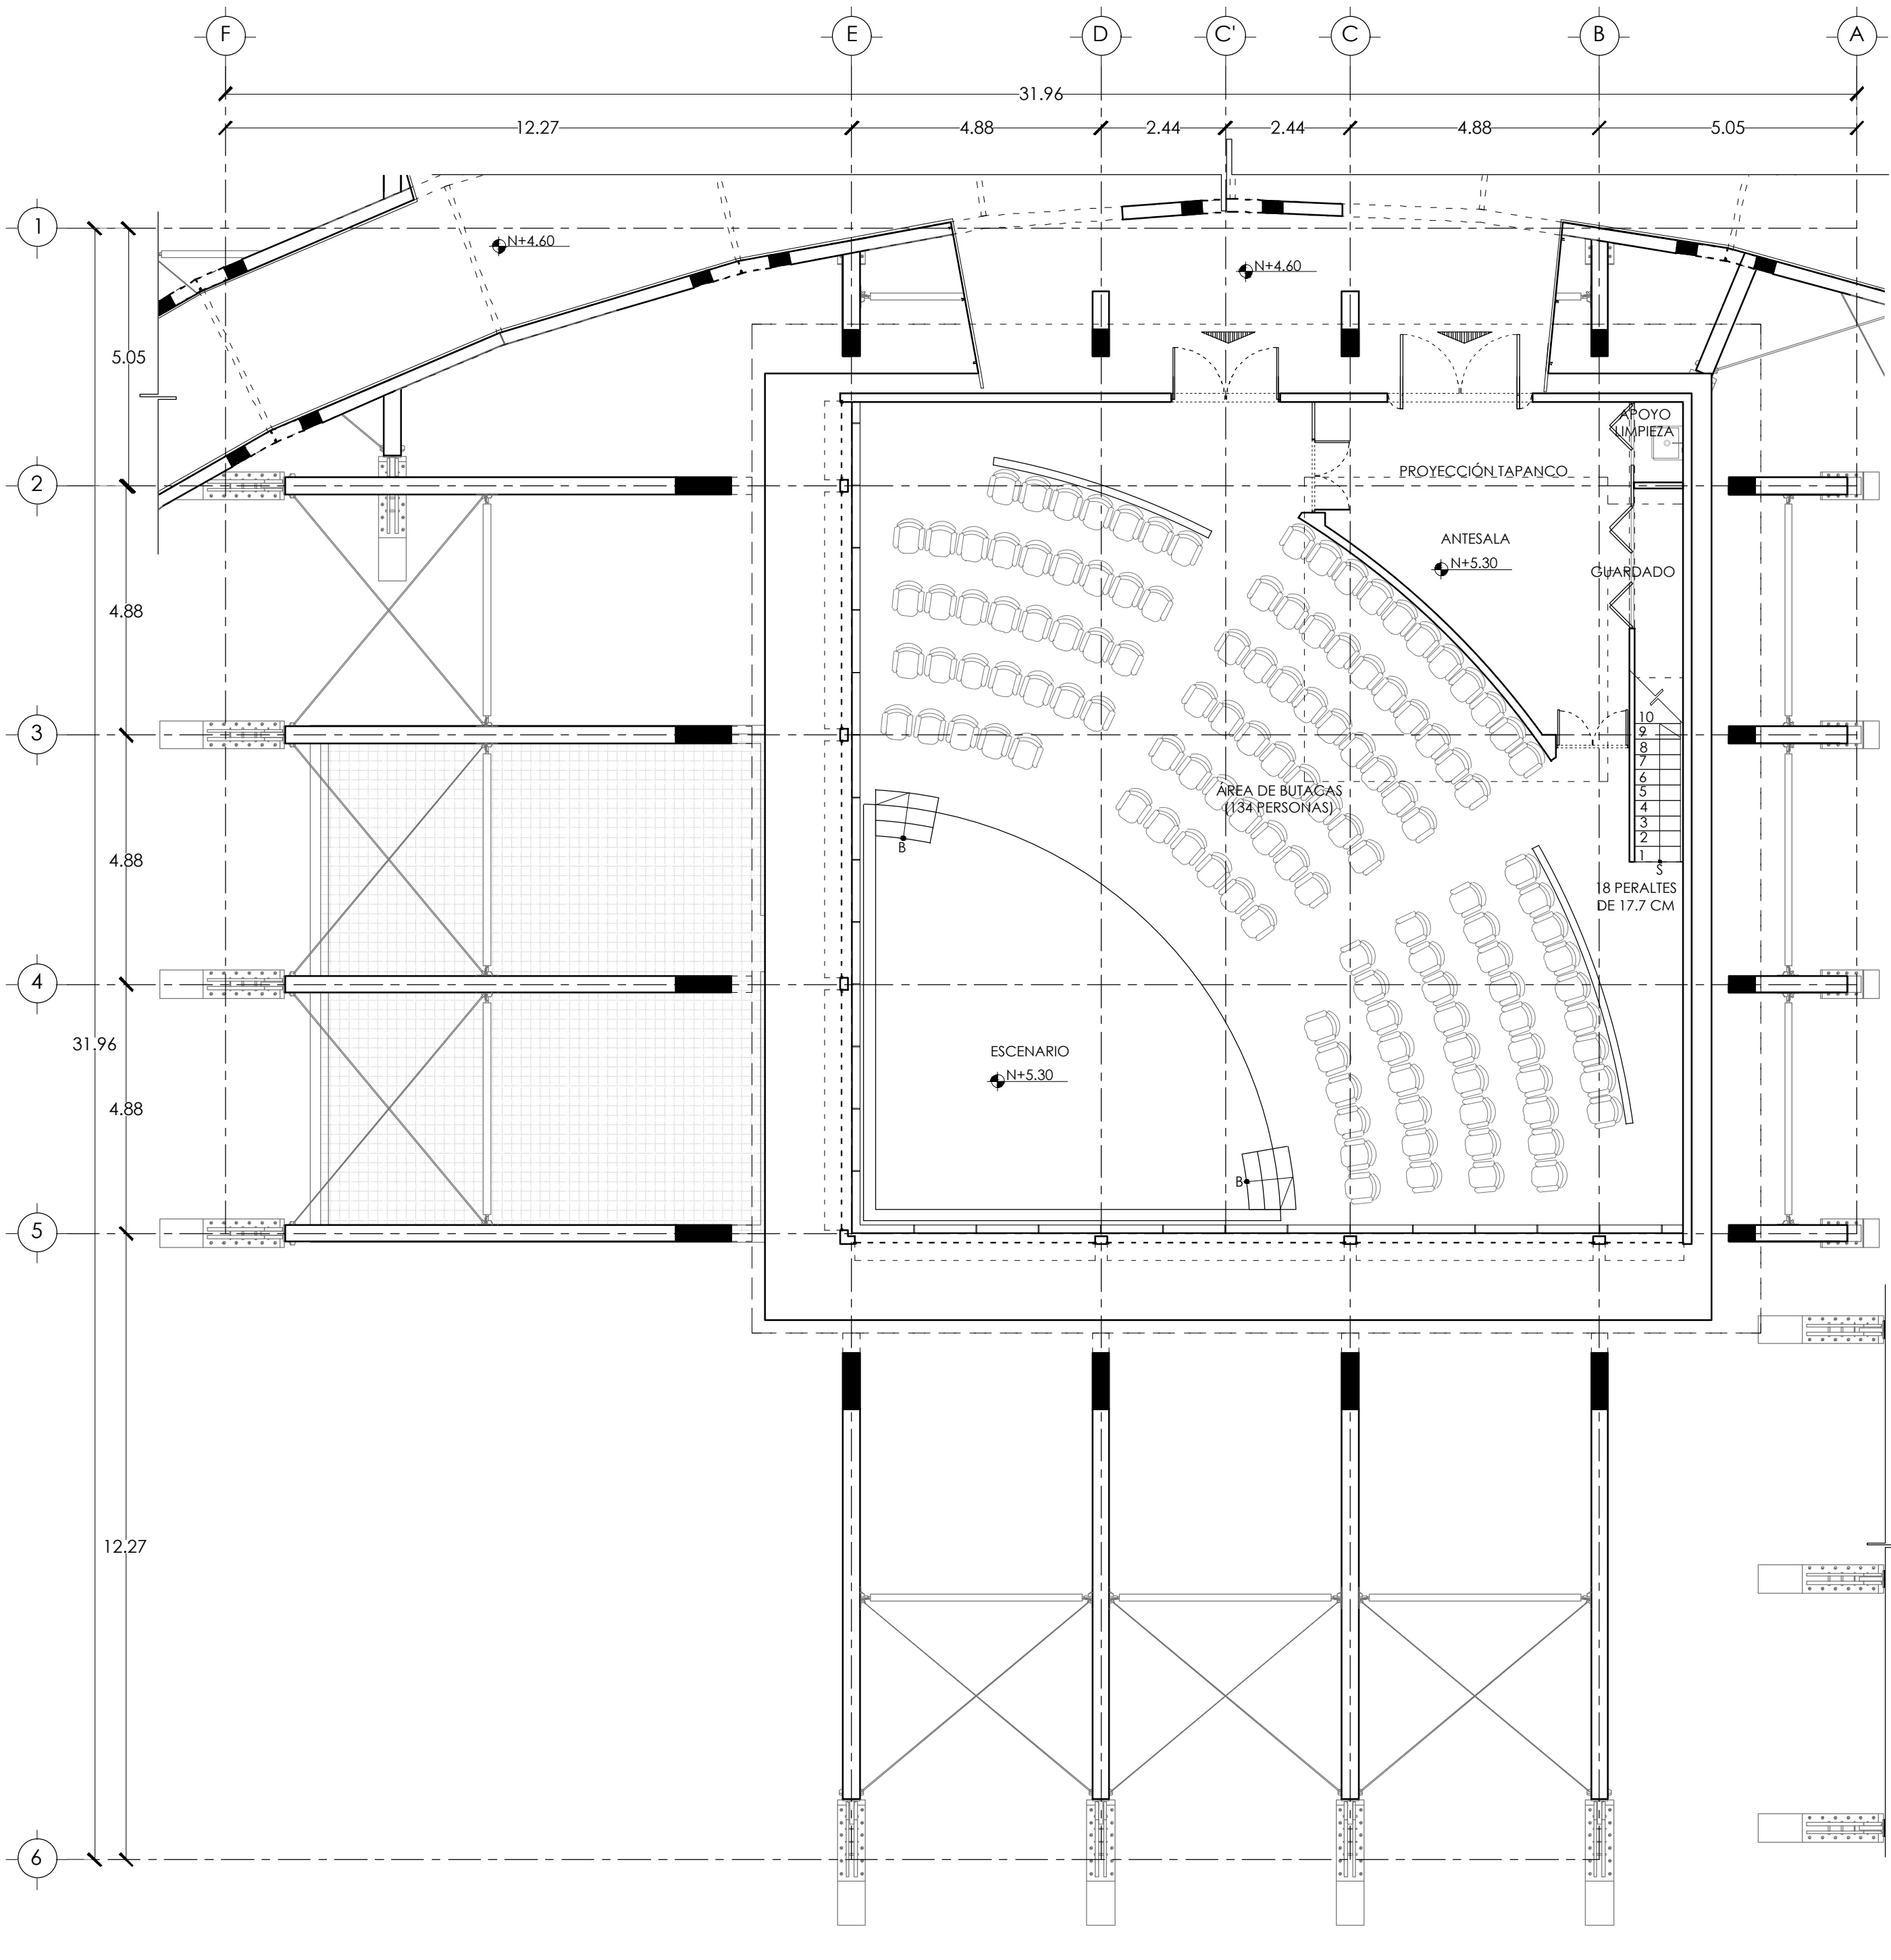 F
E
D
C'
C
B
A
31.96
12.27
4.88
2.44
2.44
4.88
5.05
1
N+4.60
N+4.60
5.05
APOYO
LIMPIEZA
PROYECCIÓN TAPANCO
2
ANTESALA
N+5.30
GUARDADO
4.88
10
9
8
7
6
5
4
3
2
1
S
18 PERALTES
DE 17.7 CM
3
ÁREA DE BUTACAS
(134 PERSONAS)
B
4.88
4
31.96
ESCENARIO
N+5.30
4.88
B
5
12.27
6